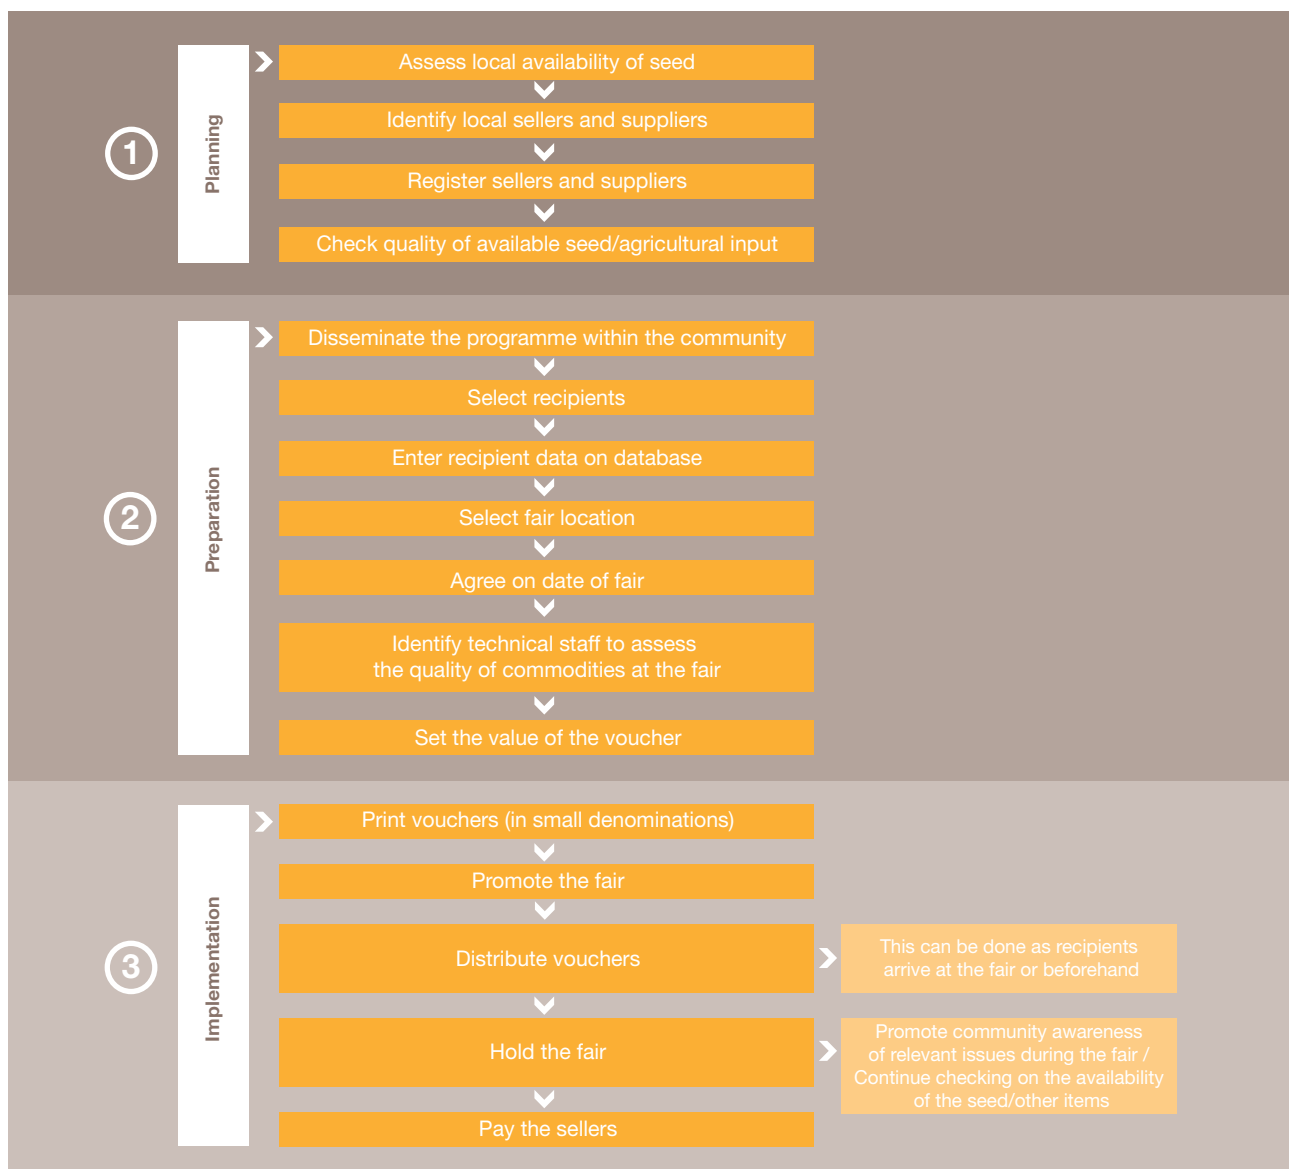 1
Planning
Assess local availability of seed
Identify local sellers and suppliers
Register sellers and suppliers
Check quality of available seed/agricultural input
2
Preparation
Disseminate the programme within the community
Select recipients
Enter recipient data on database
Select fair location
Agree on date of fair
Identify technical staff to assess
the quality of commodities at the fair
Set the value of the voucher
3
Implementation
Print vouchers (in small denominations)
Promote the fair
Distribute vouchers
This can be done as recipients
arrive at the fair or beforehand
Hold the fair
Promote community awareness
of relevant issues during the fair /
Continue checking on the availability
of the seed/other items
Pay the sellers